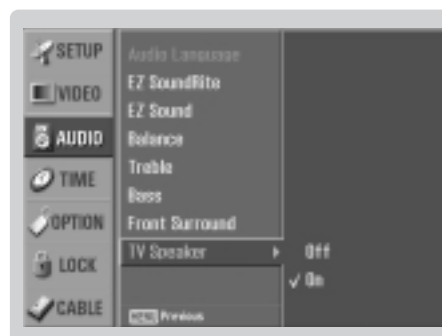 SETUP
VIDEO
AUDIO
TIME
OPTION
LOCK
CABLE
Audio Language
EZ SoundRite
EZ Sound
Balance
Treble
Bass
Front Surround
TV Speaker
Off
✓ On
MENU Previous